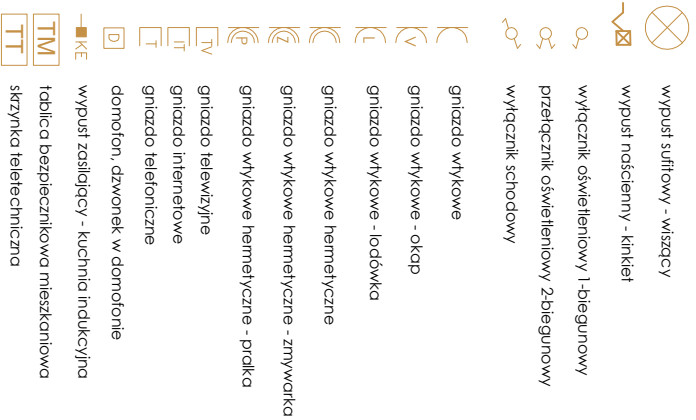 wypust sufitowy - wiszący
wypust naścienny - kinkiet
wyłącznik oświetleniowy 1-biegunowy
przełącznik oświetleniowy 2-biegunowy
wyłącznik schodowy
gniazdo wtykowe
V gniazdo wtykowe - okap
L gniazdo wtykowe - lodówka
gniazdo wtykowe hermetyczne
Z gniazdo wtykowe hermetyczne - zmywarka
P gniazdo wtykowe hermetyczne - pralka
TV gniazdo telewizyjne
IT gniazdo internetowe
T gniazdo telefoniczne
D domofon, dzwonek w domofonie
KE wypust zasilający - kuchnia indukcyjna
TM tablica bezpiecznikowa mieszkaniowa
TT skrzynka teletechniczna